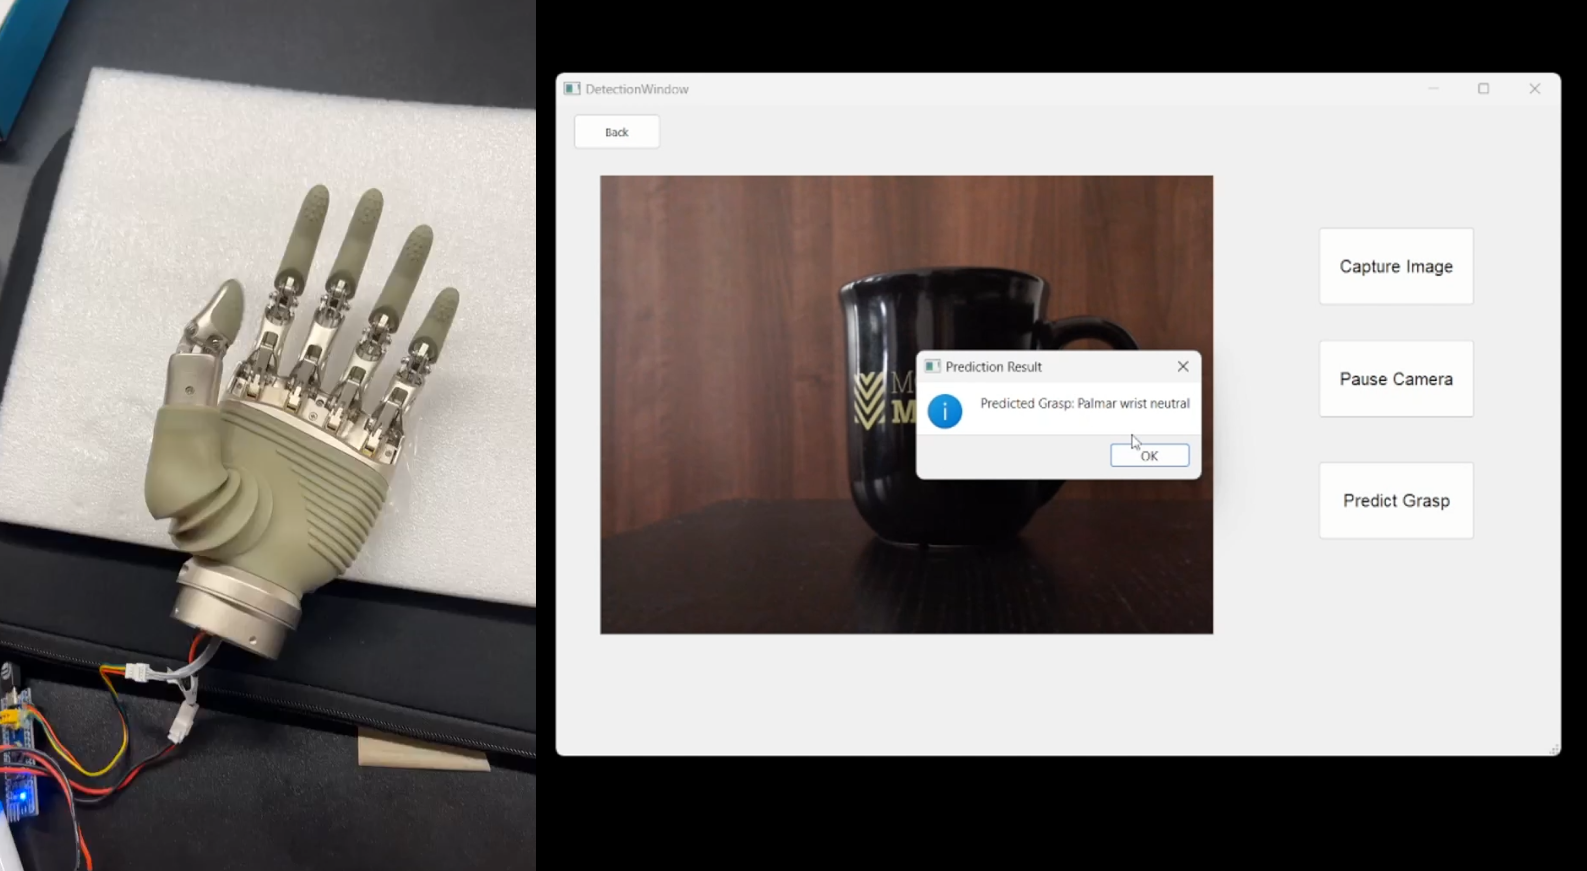 DetectionWindow
Back
Capture Image
Pause Camera
Predict Grasp
Prediction Result
Predicted Grasp: Palmar wrist neutral
OK